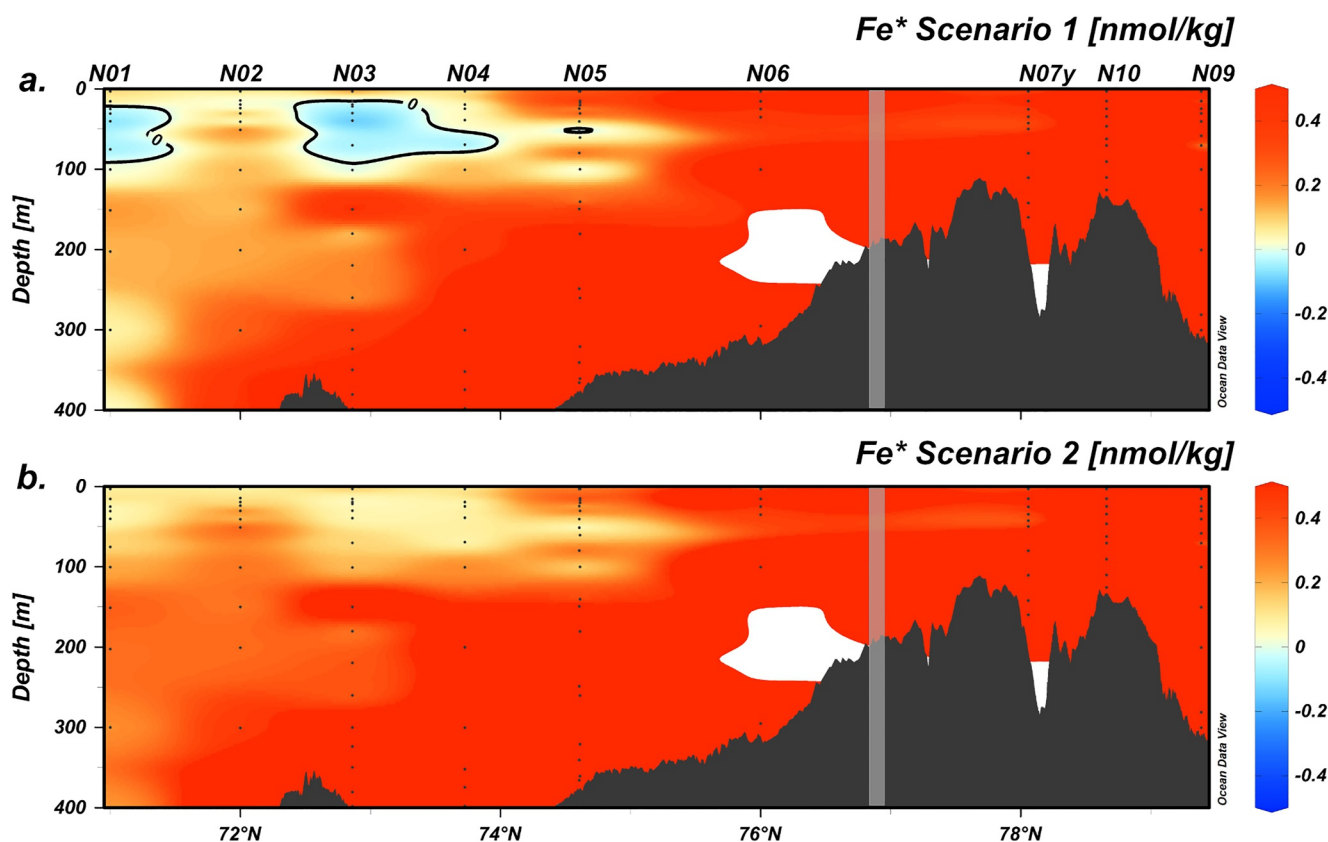 Fe* Scenario 1 [nmol/kg]
a.
N01 N02 N03 N04 N05 N06 N07y N10 N09
0
100
200
300
400
Depth [m]
0
0
0
Ocean Data View
0.4
0.2
0
-0.2
-0.4
Fe* Scenario 2 [nmol/kg]
b.
0
100
200
300
400
Depth [m]
Ocean Data View
0.4
0.2
0
-0.2
-0.4
72°N 74°N 76°N 78°N